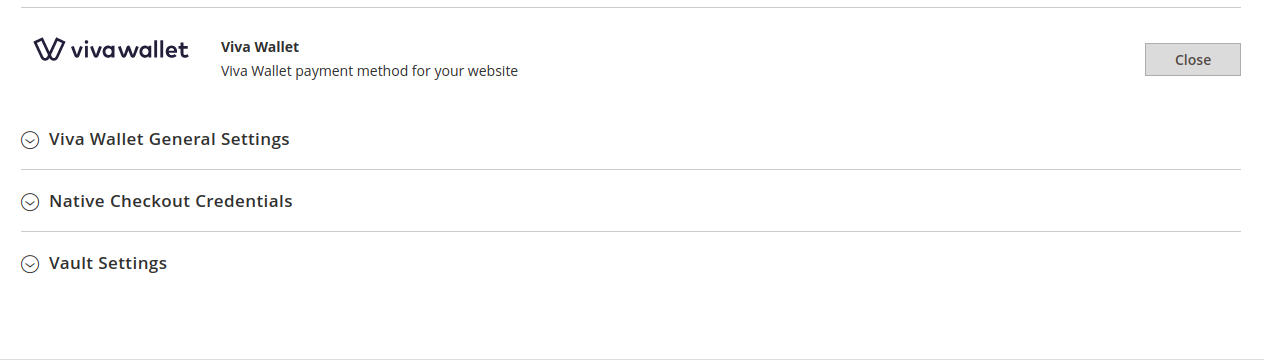 vivawallet
Viva Wallet
Viva Wallet payment method for your website
Close
Viva Wallet General Settings
Native Checkout Credentials
Vault Settings